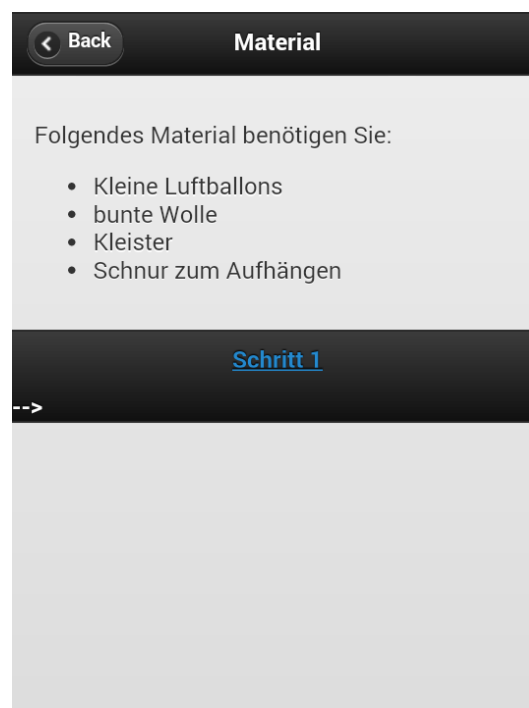 Back
Material
Folgendes Material benötigen Sie:
• Kleine Luftballons
• bunte Wolle
• Kleister
• Schnur zum Aufhängen
Schritt 1
-->